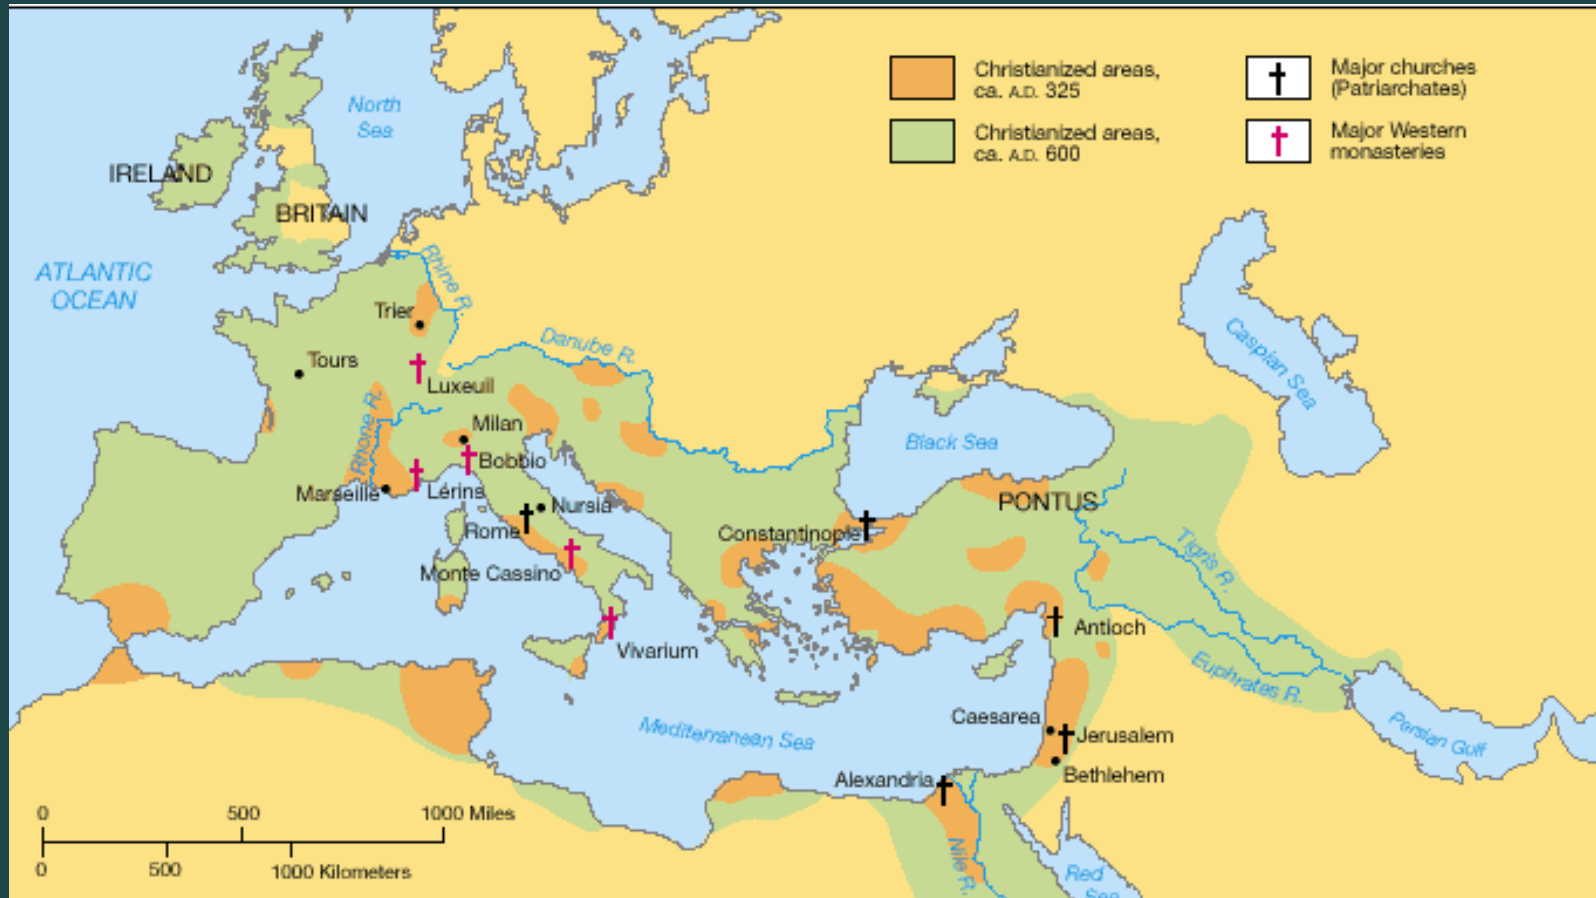 Christianized areas,
ca. A.D. 325
Major churches
(Patriarchates)
Christianized areas,
ca. A.D. 600
Major Western
monasteries
North
Sea
IRELAND
BRITAIN
ATLANTIC
OCEAN
Rhine R.
Trier
Danube R.
Caspian Sea
Tours
Luxeuil
Rhone R.
Milan
Black Sea
Bobbio
Marseille
Lérins
Nursia
PONTUS
Rome
Constantinople
Tigris R.
Monte Cassino
Antioch
Vivarium
Euphrates R.
Caesarea
Mediterranean Sea
Jerusalem
Persian Gulf
Alexandria
Bethlehem
0 500 1000 Miles
0 500 1000 Kilometers
Nile R.
Red
Sea